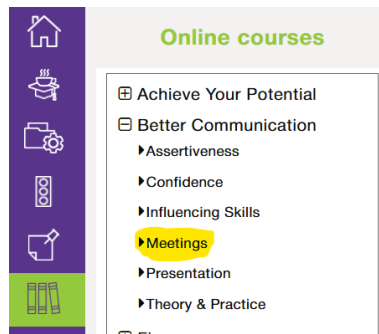 Online courses
Achieve Your Potential
Better Communication
Assertiveness
Confidence
Influencing Skills
Meetings
Presentation
Theory & Practice